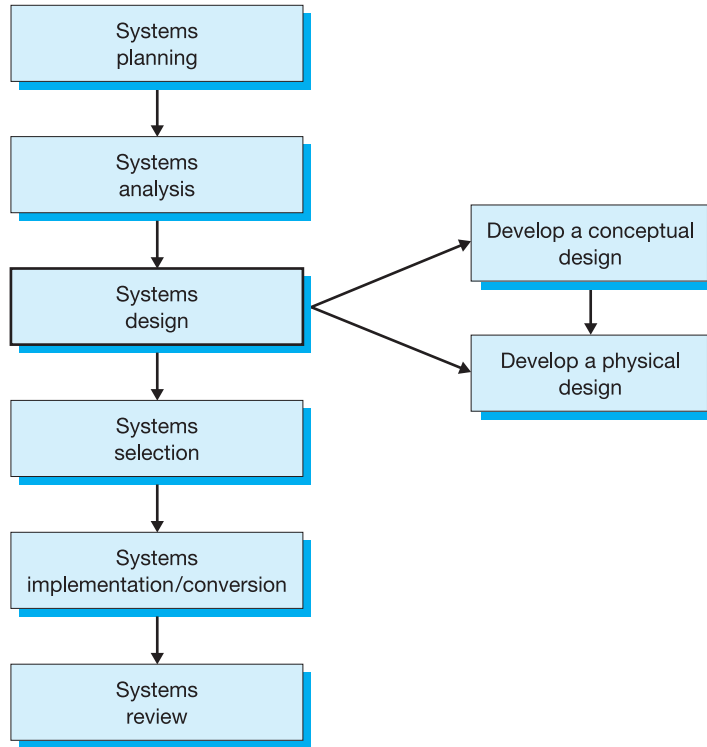 Systems
planning
Systems
analysis
Systems
design
Develop a conceptual
design
Develop a physical
design
Systems
selection
Systems
implementation/conversion
Systems
review